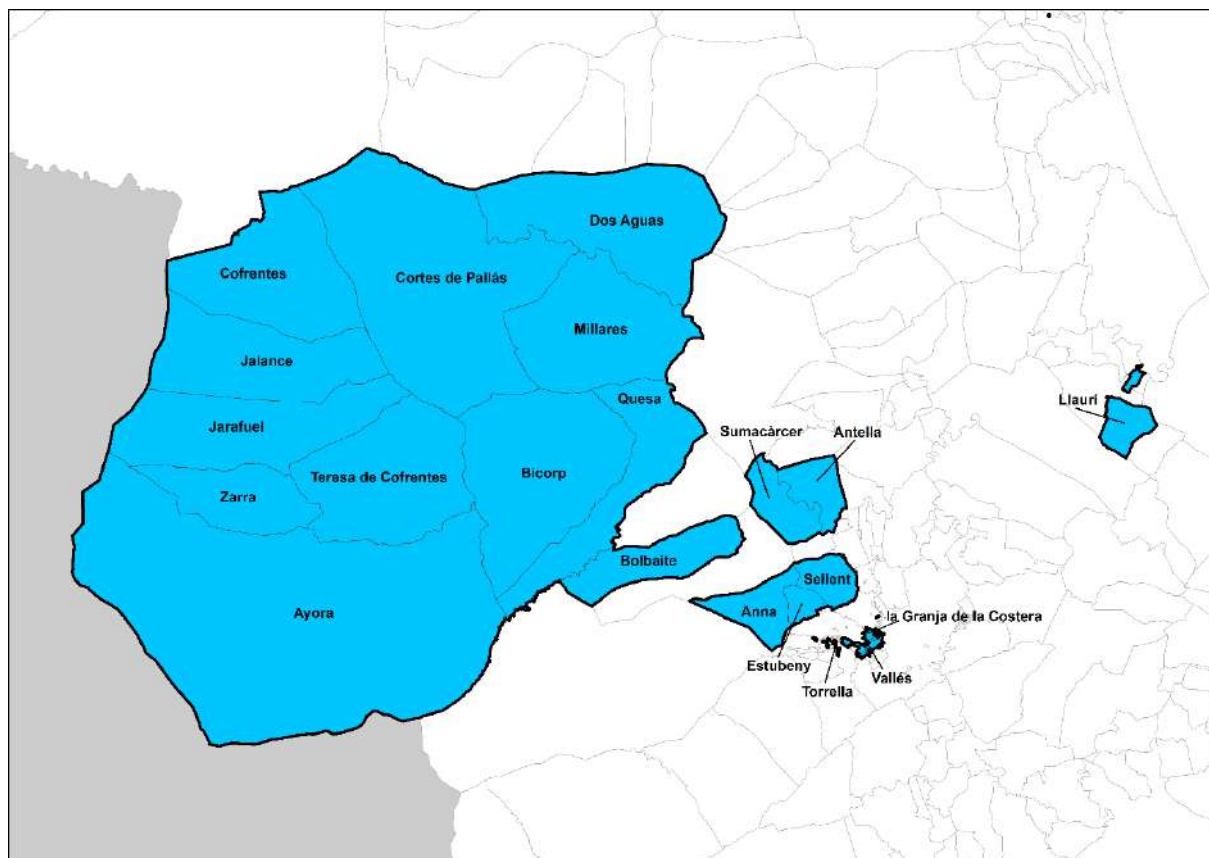 Dos Aguas
Cofrentes
Cortes de Pallás
Millares
Jalance
Quesa
Llaurí
Jarafuel
Sumacàrcer
Antella
Teresa de Cofrentes
Bicorp
Zarra
Bolbaite
Sellent
Ayora
Anna
la Granja de la Costera
Estubeny
Vallés
Torrella